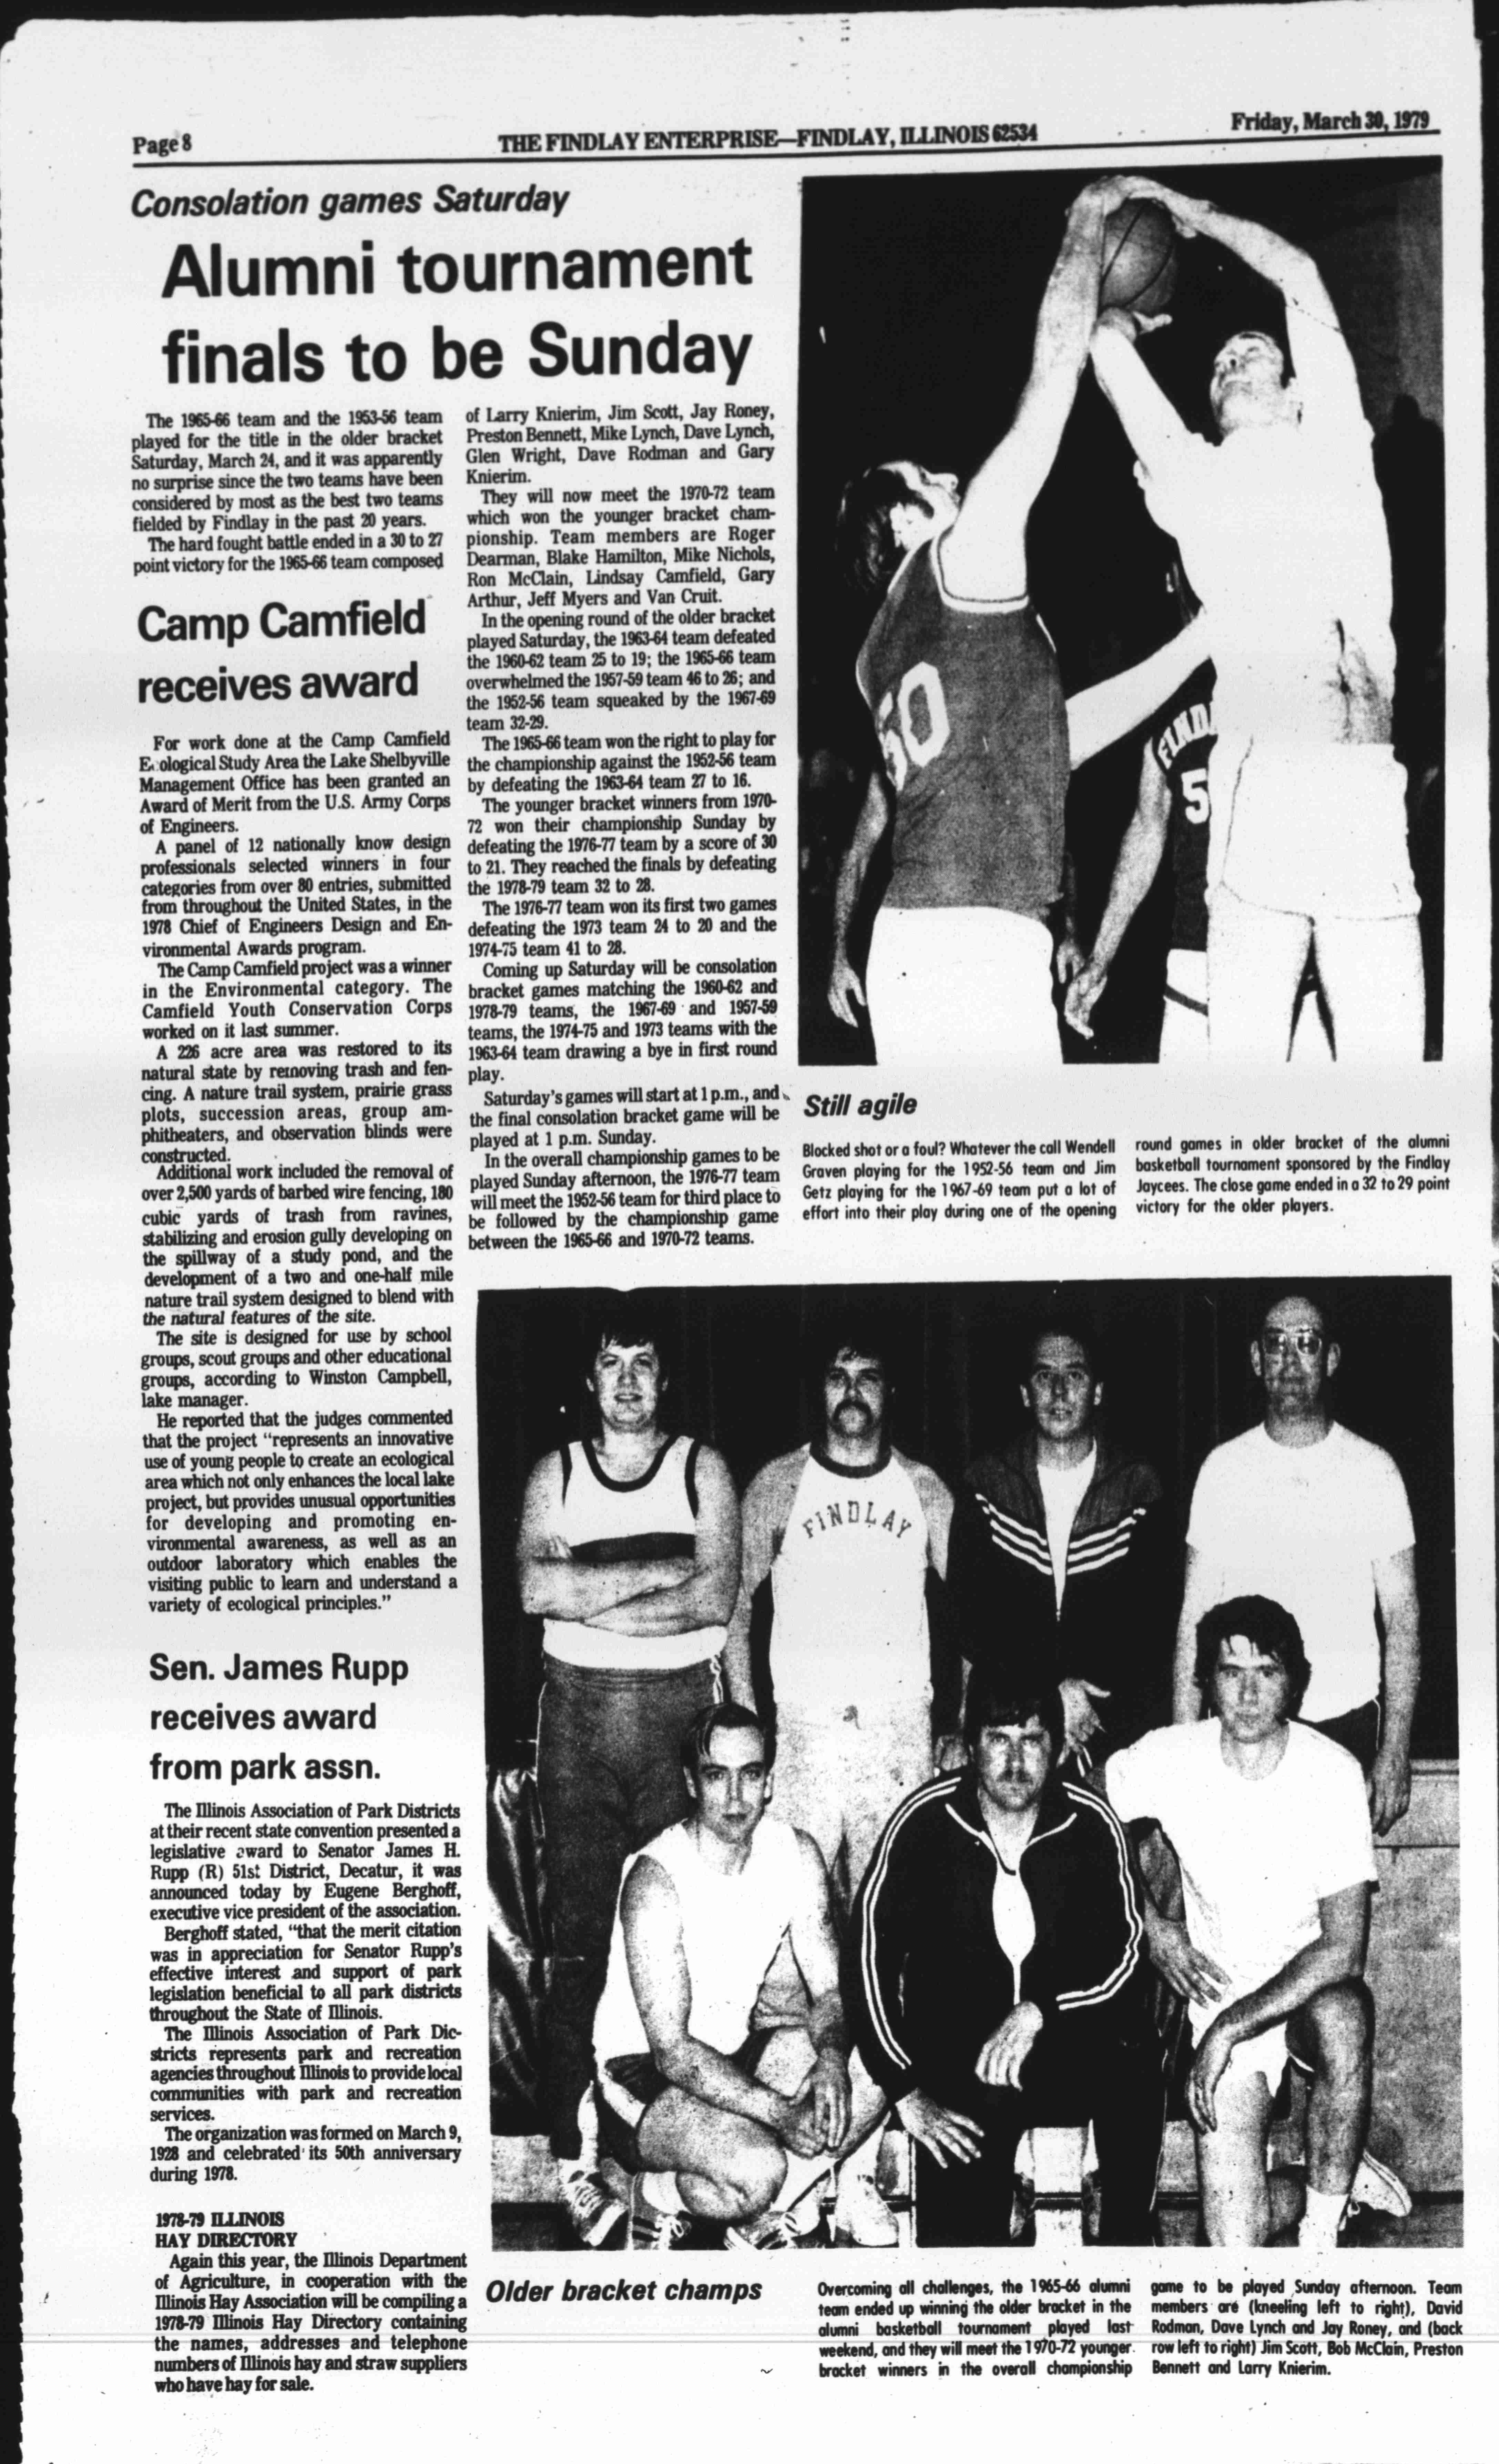 Page 8
THE FINDLAY ENTERPRISE—FINDLAY, ILLINOIS 62534
Friday, March 30, 1979
Consolation games Saturday
Alumni tournament
finals to be Sunday
The 1965-66 team and the 1953-56 team
played for the title in the older bracket
Saturday, March 24, and it was apparently
no surprise since the two teams have been
considered by most as the best two teams
fielded by Findlay in the past 20 years.
The hard fought battle ended in a 30 to 27
point victory for the 1965-66 team composed
of Larry Knierim, Jim Scott, Jay Roney,
Preston Bennett, Mike Lynch, Dave Lynch,
Glen Wright, Dave Rodman and Gary
Knierim.
They will now meet the 1970-72 team
which won the younger bracket cham-
pionship. Team members are Roger
Dearman, Blake Hamilton, Mike Nichols,
Ron McClain, Lindsay Camfield, Gary
Arthur, Jeff Myers and Van Cruit.
In the opening round of the older bracket
played Saturday, the 1963-64 team defeated
the 1960-62 team 25 to 19; the 1965-66 team
overwhelmed the 1957-59 team 46 to 26; and
the 1952-56 team squeaked by the 1967-69
team 32-29.
The 1965-66 team won the right to play for
the championship against the 1952-56 team
by defeating the 1963-64 team 27 to 16.
The younger bracket winners from 1970-
72 won their championship Sunday by
defeating the 1976-77 team by a score of 30
to 21. They reached the finals by defeating
the 1978-79 team 32 to 28.
The 1976-77 team won its first two games
defeating the 1973 team 24 to 20 and the
1974-75 team 41 to 28.
Coming up Saturday will be consolation
bracket games matching the 1960-62 and
1978-79 teams, the 1967-69 and 1957-59
teams, the 1974-75 and 1973 teams with the
1963-64 team drawing a bye in first round
play.
Saturday's games will start at 1 p.m., and
the final consolation bracket game will be
played at 1 p.m. Sunday.
In the overall championship games to be
played Sunday afternoon, the 1976-77 team
will meet the 1952-56 team for third place to
be followed by the championship game
between the 1965-66 and 1970-72 teams.
Camp Camfield
receives award
For work done at the Camp Camfield
Ecological Study Area the Lake Shelbyville
Management Office has been granted an
Award of Merit from the U.S. Army Corps
of Engineers.
A panel of 12 nationally know design
professionals selected winners in four
categories from over 80 entries, submitted
from throughout the United States, in the
1978 Chief of Engineers Design and En-
vironmental Awards program.
The Camp Camfield project was a winner
in the Environmental category. The
Camfield Youth Conservation Corps
worked on it last summer.
A 226 acre area was restored to its
natural state by removing trash and fen-
cing. A nature trail system, prairie grass
plots, succession areas, group am-
phitheaters, and observation blinds were
constructed.
Additional work included the removal of
over 2,500 yards of barbed wire fencing, 180
cubic yards of trash from ravines,
stabilizing and erosion gully developing on
the spillway of a study pond, and the
development of a two and one-half mile
nature trail system designed to blend with
the natural features of the site.
The site is designed for use by school
groups, scout groups and other educational
groups, according to Winston Campbell,
lake manager.
He reported that the judges commented
that the project "represents an innovative
use of young people to create an ecological
area which not only enhances the local lake
project, but provides unusual opportunities
for developing and promoting en-
vironmental awareness, as well as an
outdoor laboratory which enables the
visiting public to learn and understand a
variety of ecological principles."
Sen. James Rupp
receives award
from park assn.
The Illinois Association of Park Districts
at their recent state convention presented a
legislative award to Senator James H.
Rupp (R) 51st District, Decatur, it was
announced today by Eugene Berghoff,
executive vice president of the association.
Berghoff stated, "that the merit citation
was in appreciation for Senator Rupp's
effective interest and support of park
legislation beneficial to all park districts
throughout the State of Illinois.
The Illinois Association of Park Dic-
stricts represents park and recreation
agencies throughout Illinois to provide local
communities with park and recreation
services.
The organization was formed on March 9,
1928 and celebrated its 50th anniversary
during 1978.
1978-79 ILLINOIS
HAY DIRECTORY
Again this year, the Illinois Department
of Agriculture, in cooperation with the
Illinois Hay Association will be compiling a
1978-79 Illinois Hay Directory containing
the names, addresses and telephone
numbers of Illinois hay and straw suppliers
who have hay for sale.
50
FIND
5
Still agile
Blocked shot or a foul? Whatever the call Wendell
Graven playing for the 1952-56 team and Jim
Getz playing for the 1967-69 team put a lot of
effort into their play during one of the opening
round games in older bracket of the alumni
basketball tournament sponsored by the Findlay
Jaycees. The close game ended in a 32 to 29 point
victory for the older players.
FINDLAY
Older bracket champs
Overcoming all challenges, the 1965-66 alumni
team ended up winning the older bracket in the
alumni basketball tournament played last
weekend, and they will meet the 1970-72 younger
bracket winners in the overall championship
game to be played Sunday afternoon. Team
members are (kneeling left to right), David
Rodman, Dave Lynch and Jay Roney, and (back
row left to right) Jim Scott, Bob McClain, Preston
Bennett and Larry Knierim.